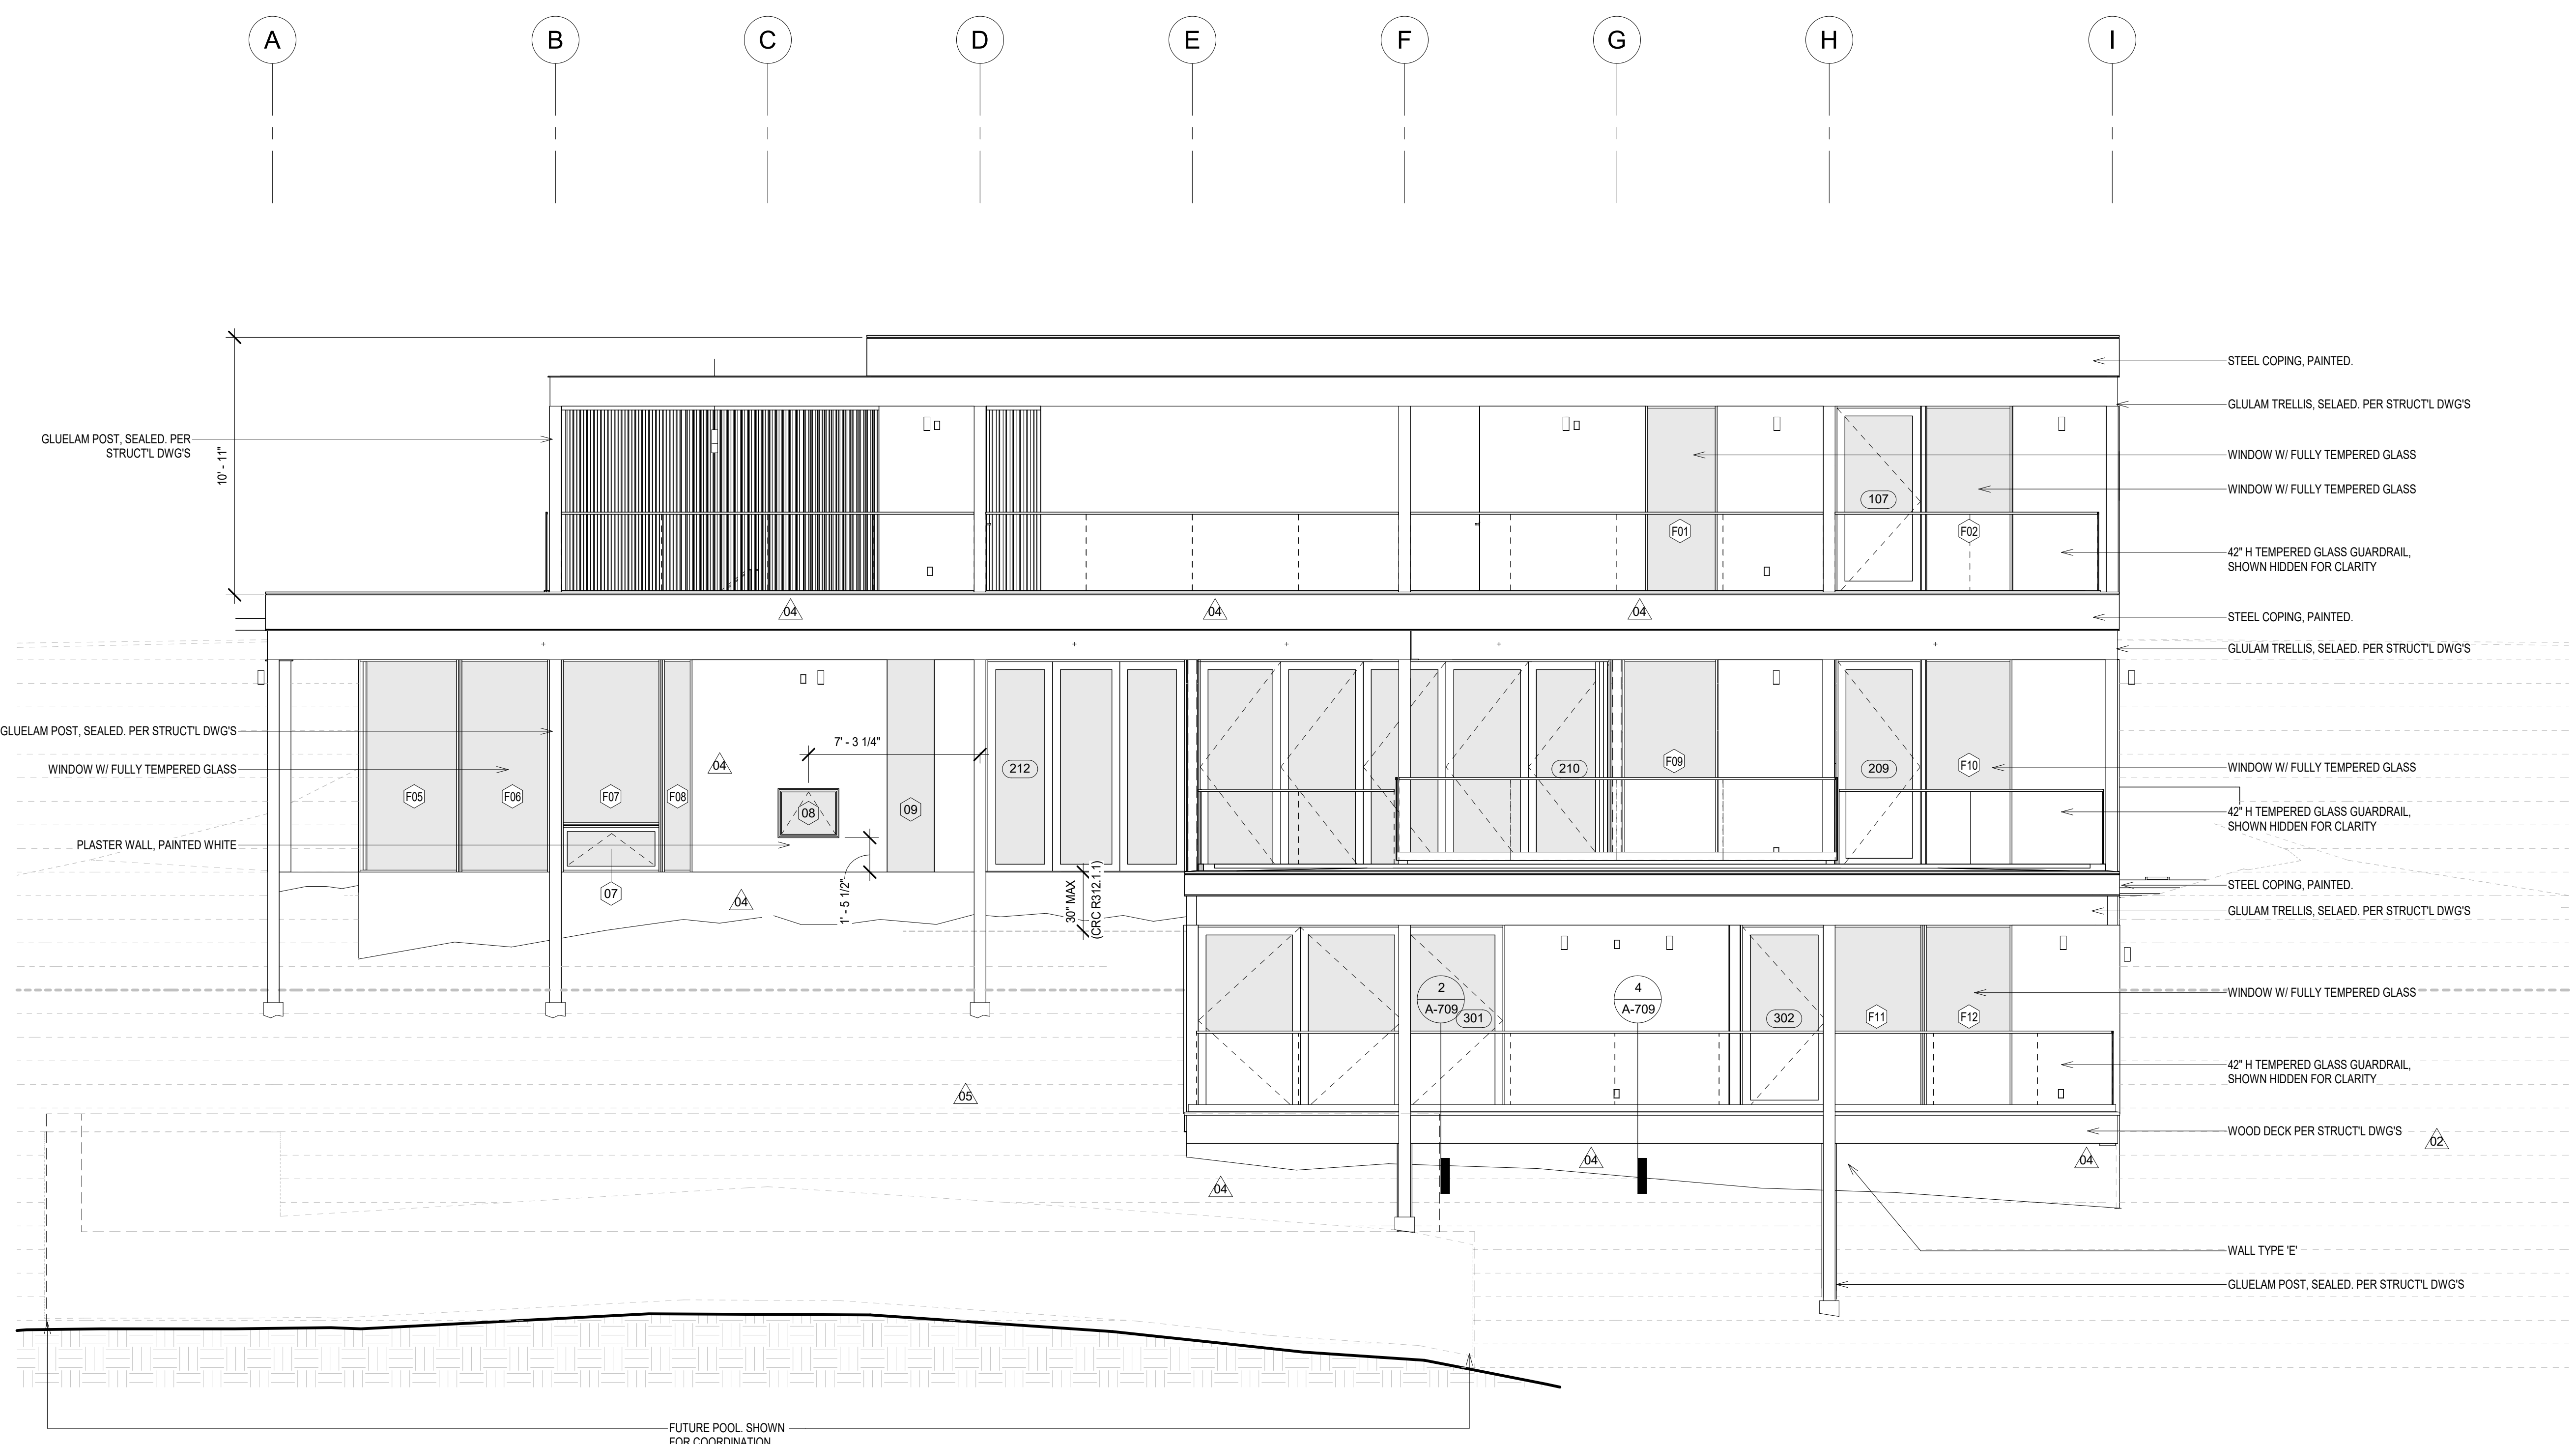 A
B
C
D
E
F
G
H
I
STEEL COPING, PAINTED.
GLULAM TRELLIS, SELAED. PER STRUCT'L DWG'S
GLUELAM POST, SEALED. PER
STRUCT'L DWG'S
10' - 11"
WINDOW W/ FULLY TEMPERED GLASS
WINDOW W/ FULLY TEMPERED GLASS
107
F01
F02
42" H TEMPERED GLASS GUARDRAIL,
SHOWN HIDDEN FOR CLARITY
04
04
04
STEEL COPING, PAINTED.
GLULAM TRELLIS, SELAED. PER STRUCT'L DWG'S
GLUELAM POST, SEALED. PER STRUCT'L DWG'S
7' - 3 1/4"
WINDOW W/ FULLY TEMPERED GLASS
04
212
210
F09
209
F10
WINDOW W/ FULLY TEMPERED GLASS
F05
F06
F07
F08
08
09
42" H TEMPERED GLASS GUARDRAIL,
SHOWN HIDDEN FOR CLARITY
PLASTER WALL, PAINTED WHITE
07
04
1' - 5 1/2"
30" MAX
(CRC R312.1.1)
STEEL COPING, PAINTED.
GLULAM TRELLIS, SELAED. PER STRUCT'L DWG'S
2
A-709
301
4
A-709
302
F11
F12
WINDOW W/ FULLY TEMPERED GLASS
42" H TEMPERED GLASS GUARDRAIL,
SHOWN HIDDEN FOR CLARITY
05
WOOD DECK PER STRUCT'L DWG'S
02
04
04
04
WALL TYPE 'E'
GLUELAM POST, SEALED. PER STRUCT'L DWG'S
FUTURE POOL. SHOWN
FOR COORDINATION